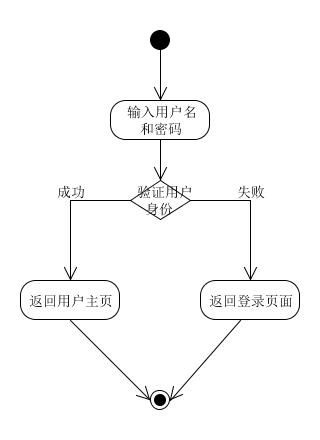 输入用户名
和密码
成功
验证用户
身份
失败
返回用户主页
返回登录页面